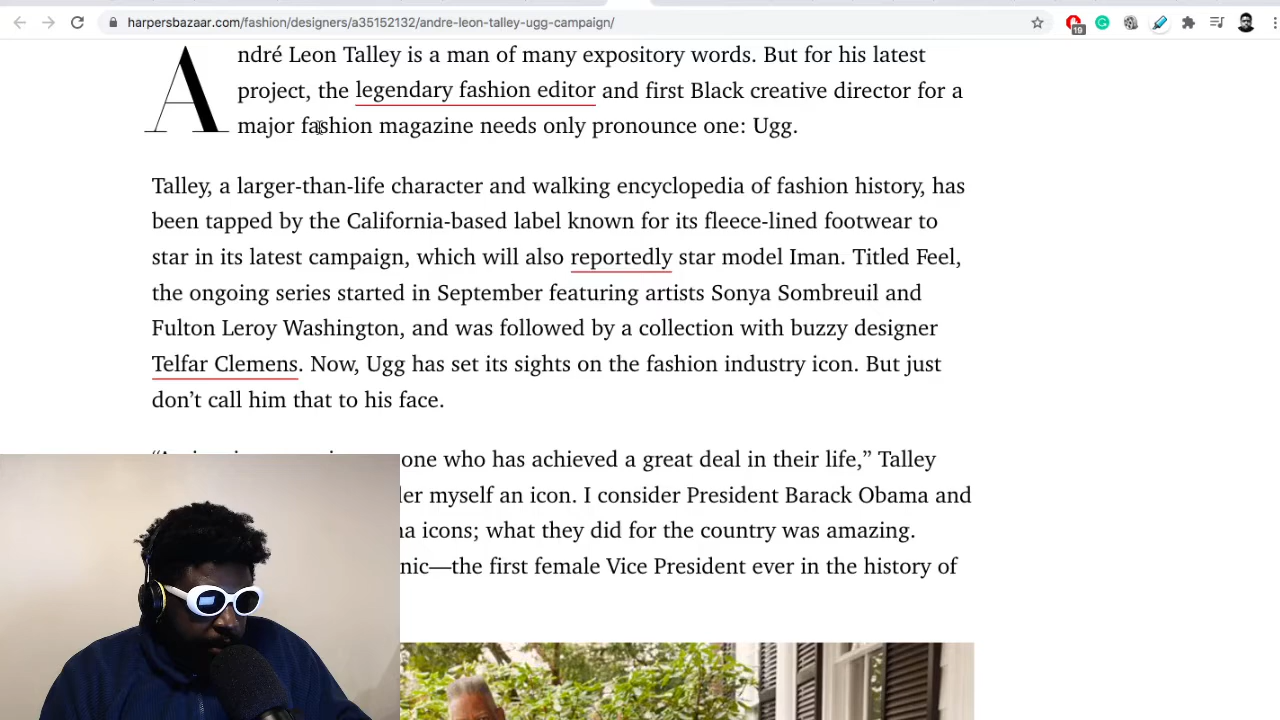 harpersbazaar.com/fashion/designers/a35152132/andre-leon-talley-ugg-campaign/
19
André Leon Talley is a man of many expository words. But for his latest
project, the legendary fashion editor and first Black creative director for a
major fashion magazine needs only pronounce one: Ugg.
Talley, a larger-than-life character and walking encyclopedia of fashion history, has
been tapped by the California-based label known for its fleece-lined footwear to
star in its latest campaign, which will also reportedly star model Iman. Titled Feel,
the ongoing series started in September featuring artists Sonya Sombreuil and
Fulton Leroy Washington, and was followed by a collection with buzzy designer
Telfar Clemens. Now, Ugg has set its sights on the fashion industry icon. But just
don’t call him that to his face.
one who has achieved a great deal in their life,” Talley
myself an icon. I consider President Barack Obama and
icons; what they did for the country was amazing.
the first female Vice President ever in the history of